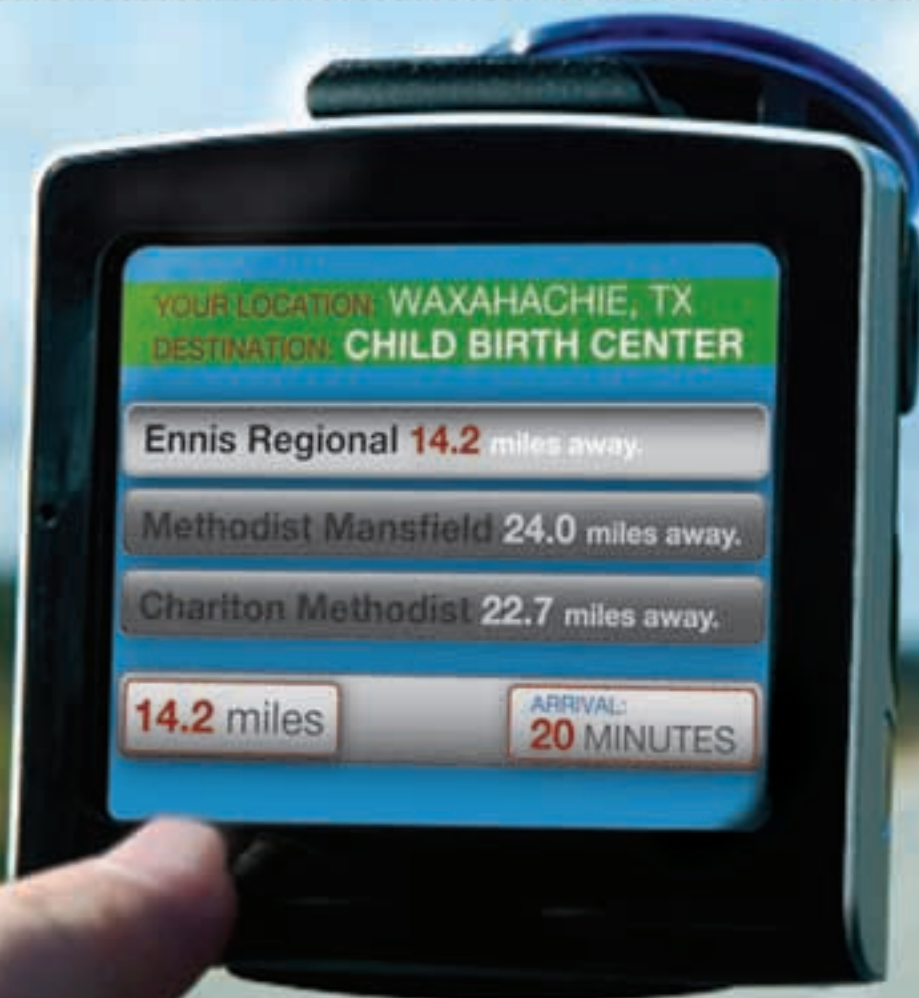 YOUR LOCATION: WAXAHACHIE, TX
DESTINATION: CHILD BIRTH CENTER
Ennis Regional 14.2 miles away.
Methodist Mansfield 24.0 miles away.
Charlton Methodist 22.7 miles away.
14.2 miles
ARRIVAL:
20 MINUTES